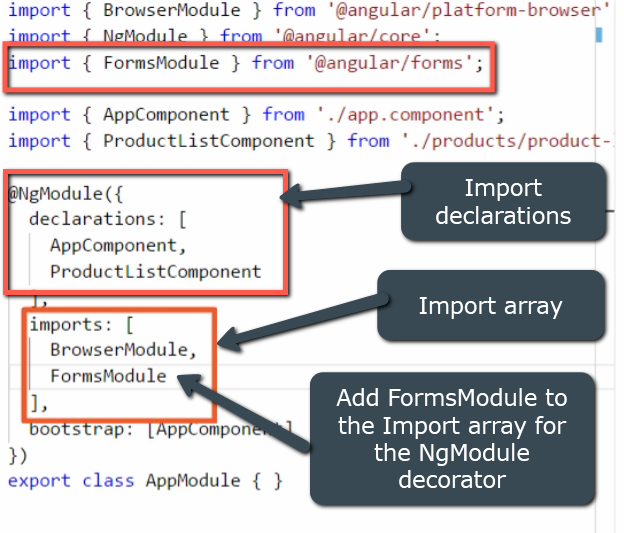 import { BrowserModule } from '@angular/platform-browser'
import { NgModule } from '@angular/core';
import { FormsModule } from '@angular/forms';
import { AppComponent } from './app.component';
import { ProductListComponent } from './products/product-
@NgModule({
declarations: [
AppComponent,
ProductListComponent
],
imports: [
BrowserModule,
FormsModule
],
bootstrap: [AppComponent]
})
export class AppModule { }
Import
declarations
Import array
Add FormsModule to
the Import array for
the NgModule
decorator